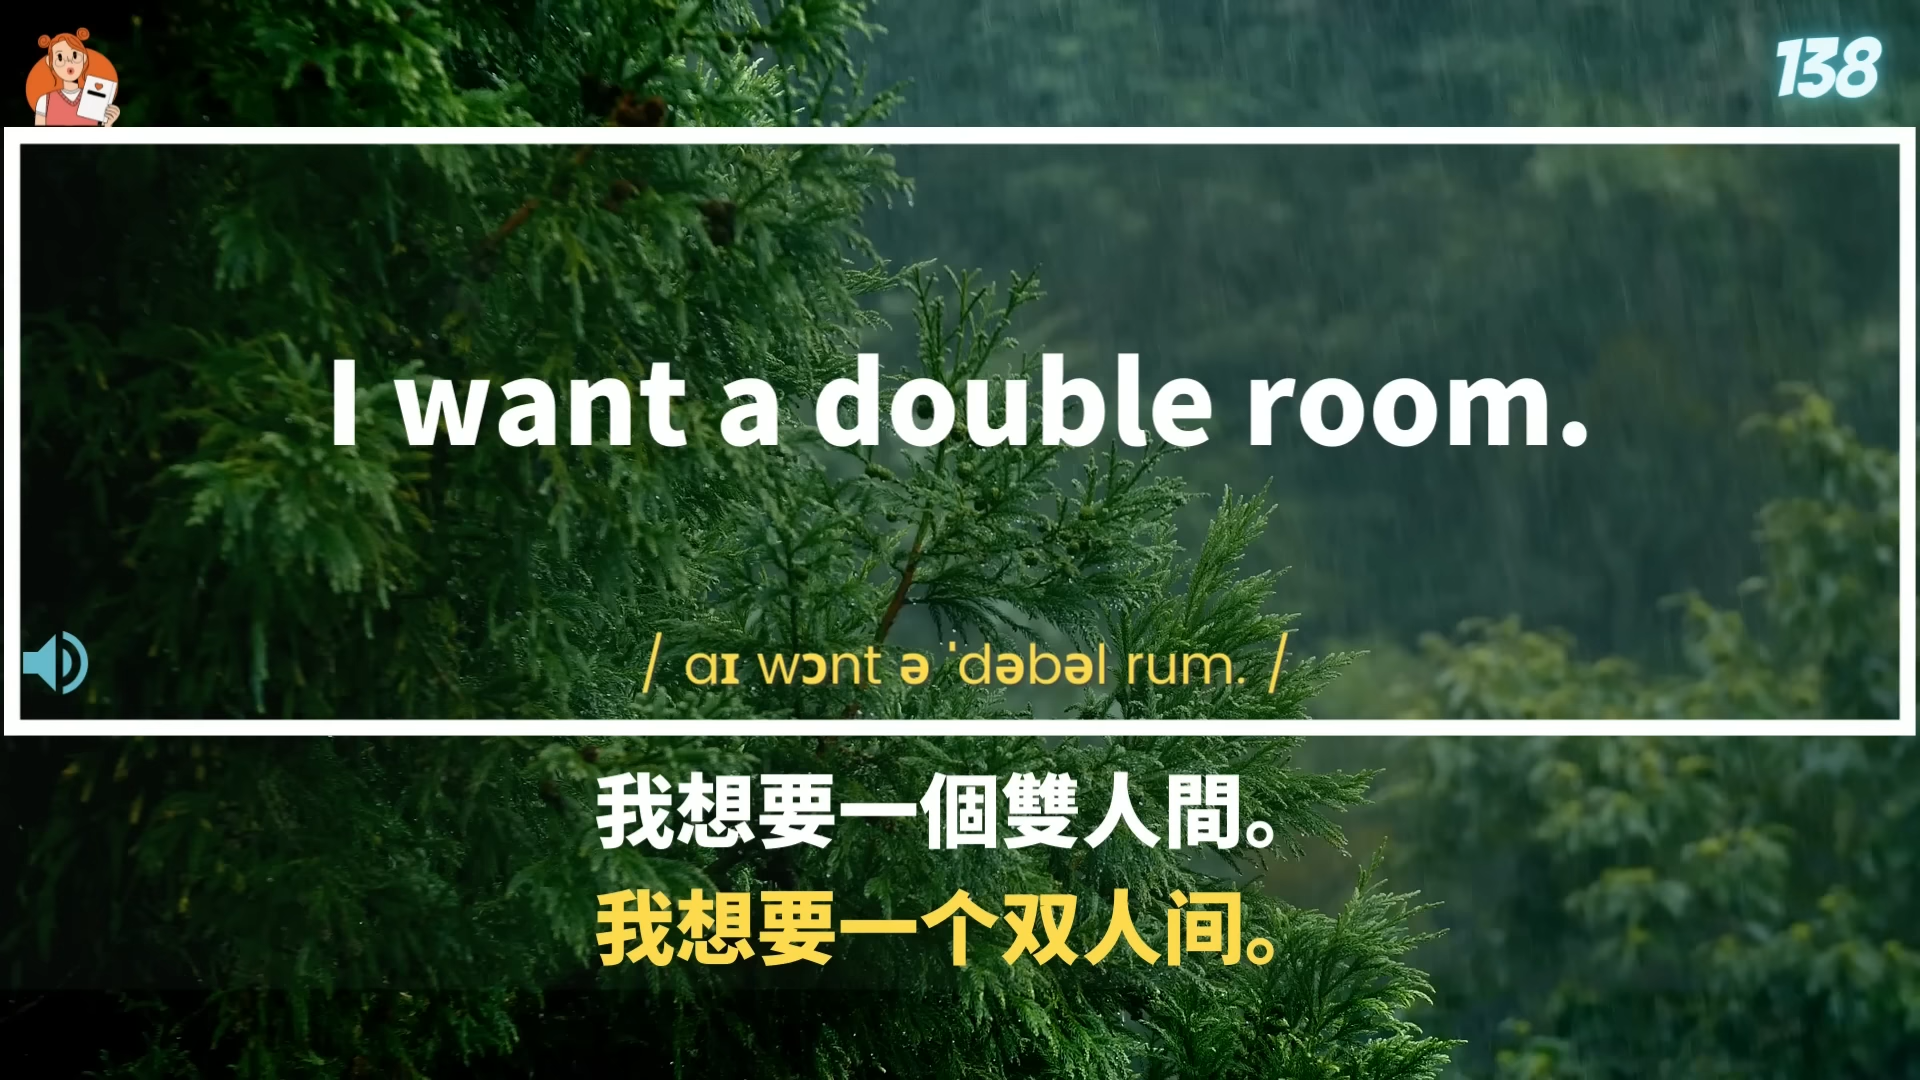 138
I want a double room.
/ aɪ wɔnt ə ˈdəbəl rum. /
我想要一個雙人間。
我想要一个双人间。